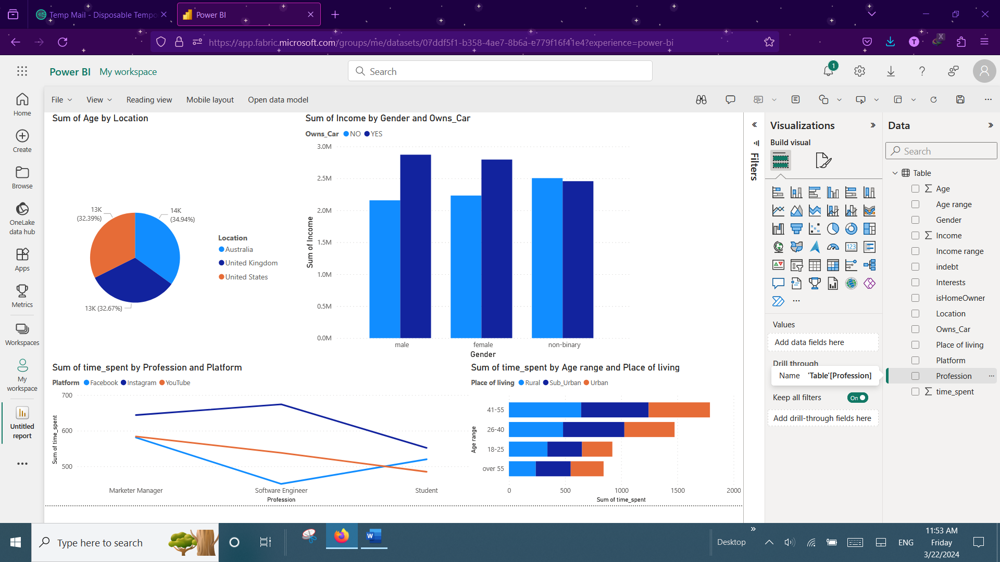 Temp Mail - Disposable Tempo
Power BI
https://app.fabric.microsoft.com/groups/me/datasets/07ddf5f1-b358-4ae7-8b6a-e779f16f41e4?experience=power-bi
T
X
Power BI My workspace
Search
1
File View Reading view Mobile layout Open data model
Home
Create
Browse
OneLake
data hub
Apps
Metrics
Workspaces
My
workspace
Untitled
report
Sum of Age by Location
13K
(32.39%)
14K
(34.94%)
13K (32.67%)
Location
Australia
United Kingdom
United States
Sum of Income by Gender and Owns_Car
Owns_Car NO YES
Sum of Income
3.0M
2.5M
2.0M
1.5M
1.0M
0.5M
0.0M
male female non-binary
Gender
Sum of time_spent by Profession and Platform
Platform Facebook Instagram YouTube
Sum of time_spent
700
600
500
Marketer Manager Software Engineer Student
Profession
Sum of time_spent by Age range and Place of living
Place of living Rural Sub_Urban Urban
Age range
41-55
26-40
18-25
over 55
0 500 1000 1500 2000
Sum of time_spent
Filters
Visualizations
Build visual
123
Values
Add data fields here
Drill through
Name 'Table'[Profession]
Keep all filters On
Add drill-through fields here
Data
Search
Table
Age
Age range
Gender
Income
Income range
indebt
Interests
isHomeOwner
Location
Owns_Car
Place of living
Platform
Profession
time_spent
Type here to search
Desktop
ENG
11:53 AM
Friday
3/22/2024